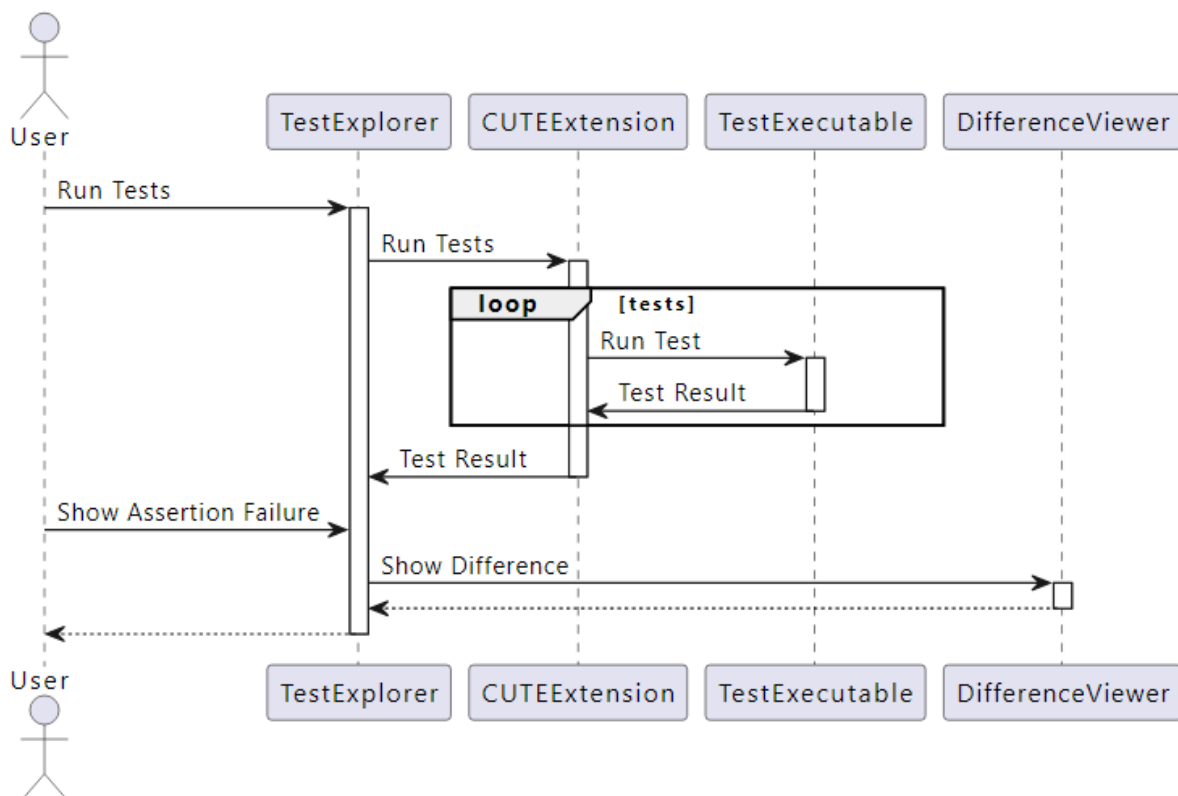 User
TestExplorer
CUTEExtension
TestExecutable
DifferenceViewer
Run Tests
Run Tests
loop
[tests]
Run Test
Test Result
Test Result
Show Assertion Failure
Show Difference
User
TestExplorer
CUTEExtension
TestExecutable
DifferenceViewer